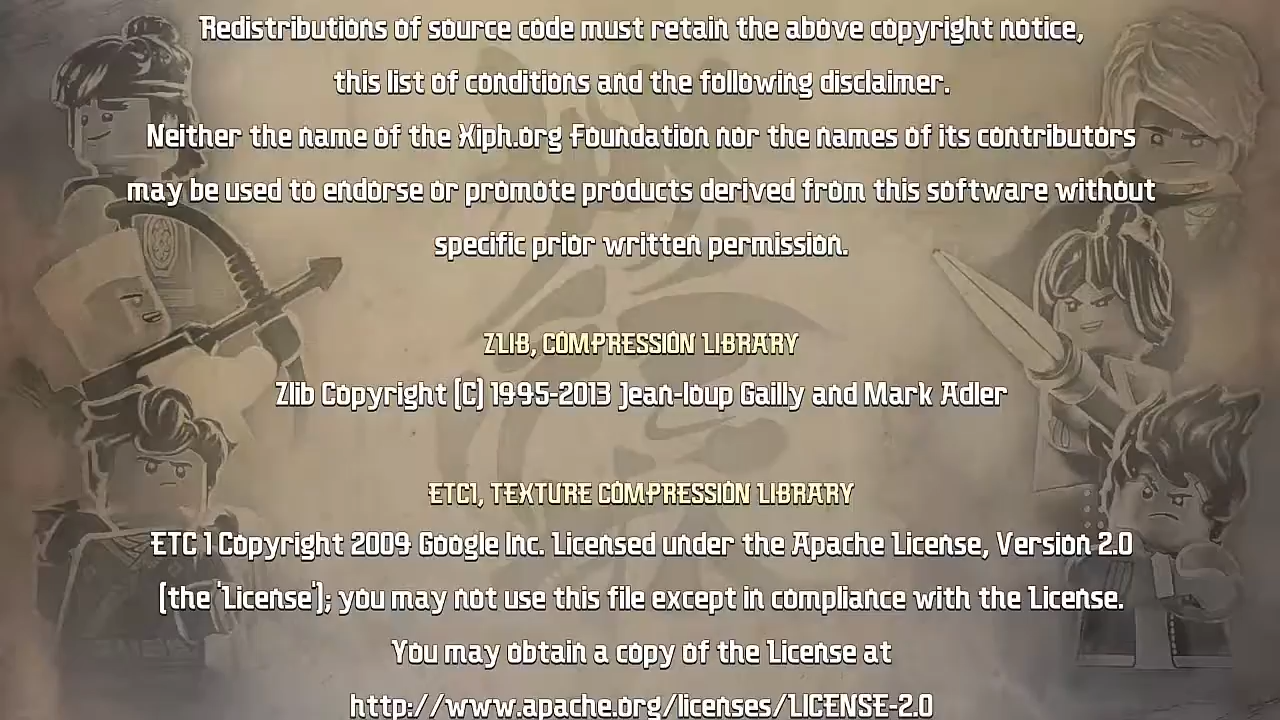 Redistributions of source code must retain the above copyright notice,
this list of conditions and the following disclaimer.
Neither the name of the Xiph.org Foundation nor the names of its contributors
may be used to endorse or promote products derived from this software without
specific prior written permission.
ZLIB, COMPRESSION LIBRARY
Zlib Copyright (C) 1995-2013 Jean-loup Gailly and Mark Adler
ETC1, TEXTURE COMPRESSION LIBRARY
ETC 1 Copyright 2009 Google Inc. Licensed under the Apache License, Version 2.0
(the 'License'); you may not use this file except in compliance with the License.
You may obtain a copy of the License at
http://www.apache.org/licenses/LICENSE-2.0